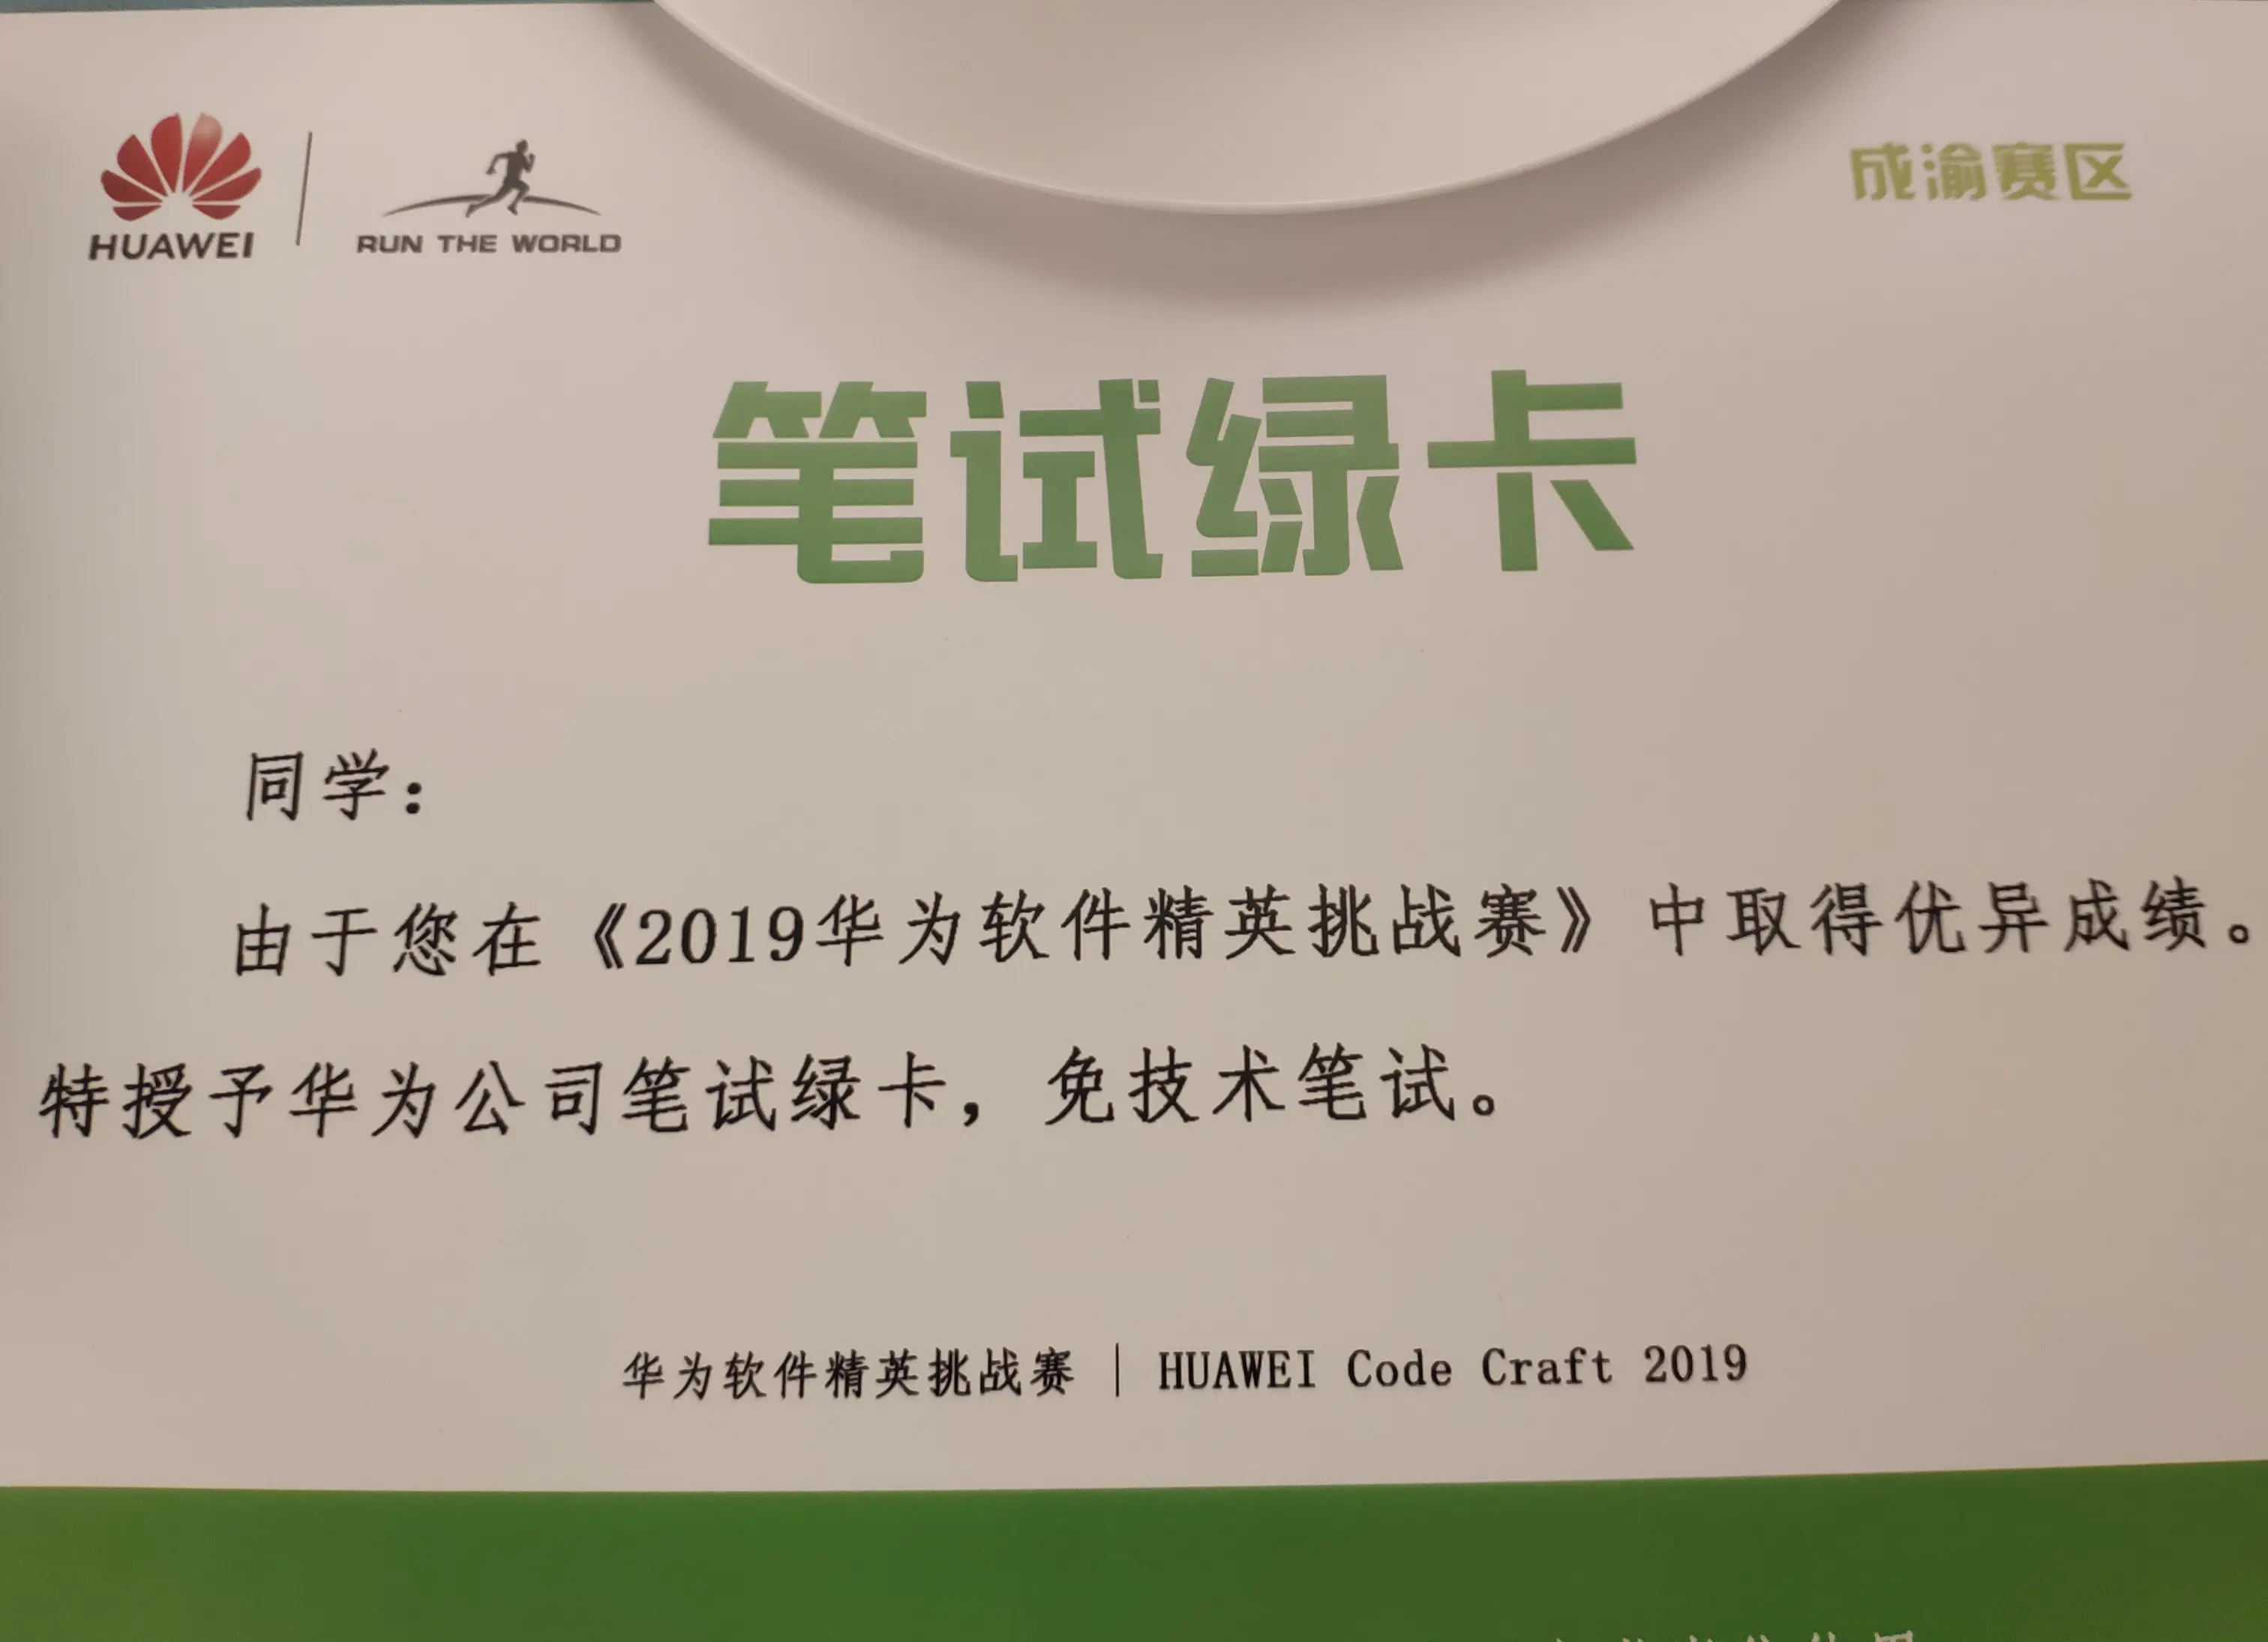 HUAWEI
RUN THE WORLD
成渝赛区
笔试绿卡
同学：
由于您在《2019华为软件精英挑战赛》中取得优异成绩。
特授予华为公司笔试绿卡，免技术笔试。
华为软件精英挑战赛｜HUAWEI Code Craft 2019